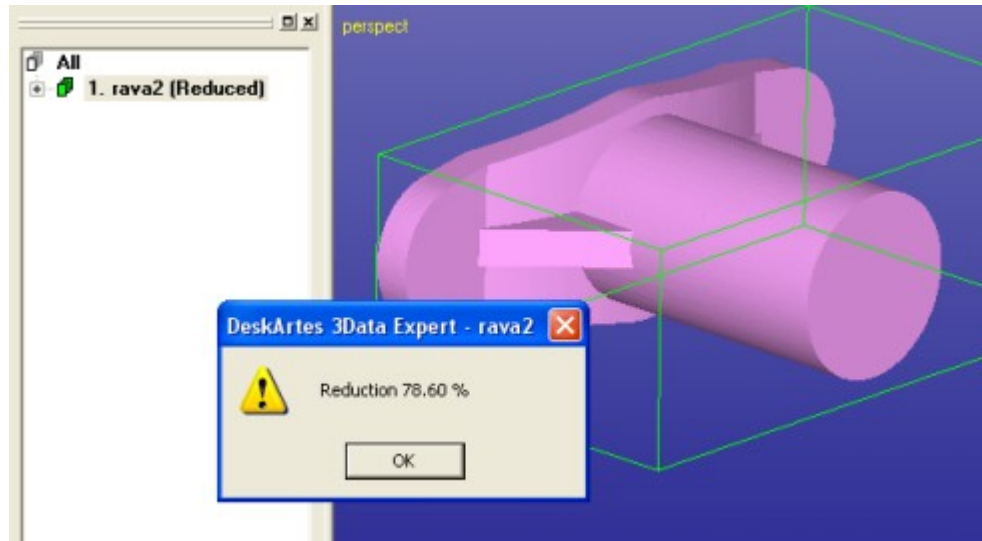 perspect
All
1. rava2 (Reduced)
DeskArtes 3Data Expert - rava2
Reduction 78.60 %
OK